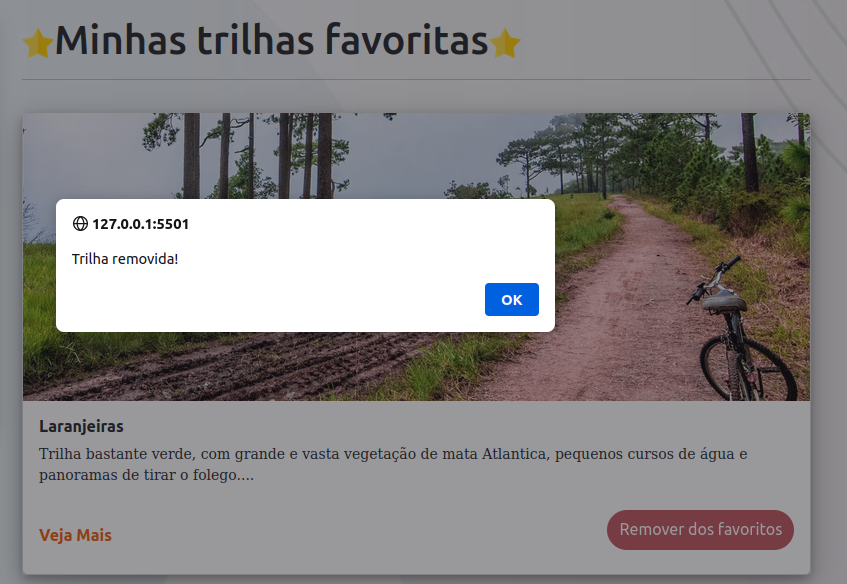 ⭐Minhas trilhas favoritas⭐
127.0.0.1:5501
Trilha removida!
OK
Laranjeiras
Trilha bastante verde, com grande e vasta vegetação de mata Atlantica, pequenos cursos de água e
panoramas de tirar o folego....
Veja Mais
Remover dos favoritos